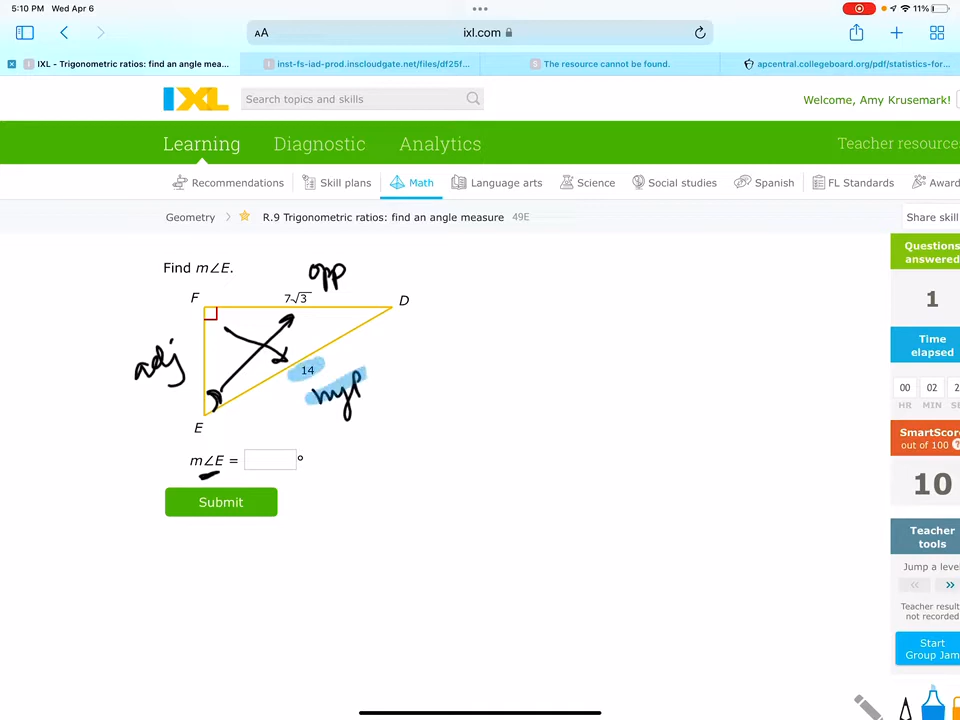 5:10 PM Wed Apr 6
11%
AA
ixl.com
IXL - Trigonometric ratios: find an angle mea...
inst-fs-iad-prod.inscloudgate.net/files/df25f...
The resource cannot be found.
apcentral.collegeboard.org/pdf/statistics-for...
IXL
Search topics and skills
Welcome, Amy Krusemark!
Learning
Diagnostic
Analytics
Teacher resource
Recommendations
Skill plans
Math
Language arts
Science
Social studies
Spanish
FL Standards
Award
Geometry
R.9 Trigonometric ratios: find an angle measure 49E
Share skill
Find m∠E.
opp
F
7√3
D
adj
14
hyp
E
m∠E = °
Submit
Questions
answered
1
Time
elapsed
00 02 2
HR MIN SE
SmartScore
out of 100 ?
10
Teacher
tools
Jump a leve
<< >>
Teacher result
not recorded
Start
Group Jam